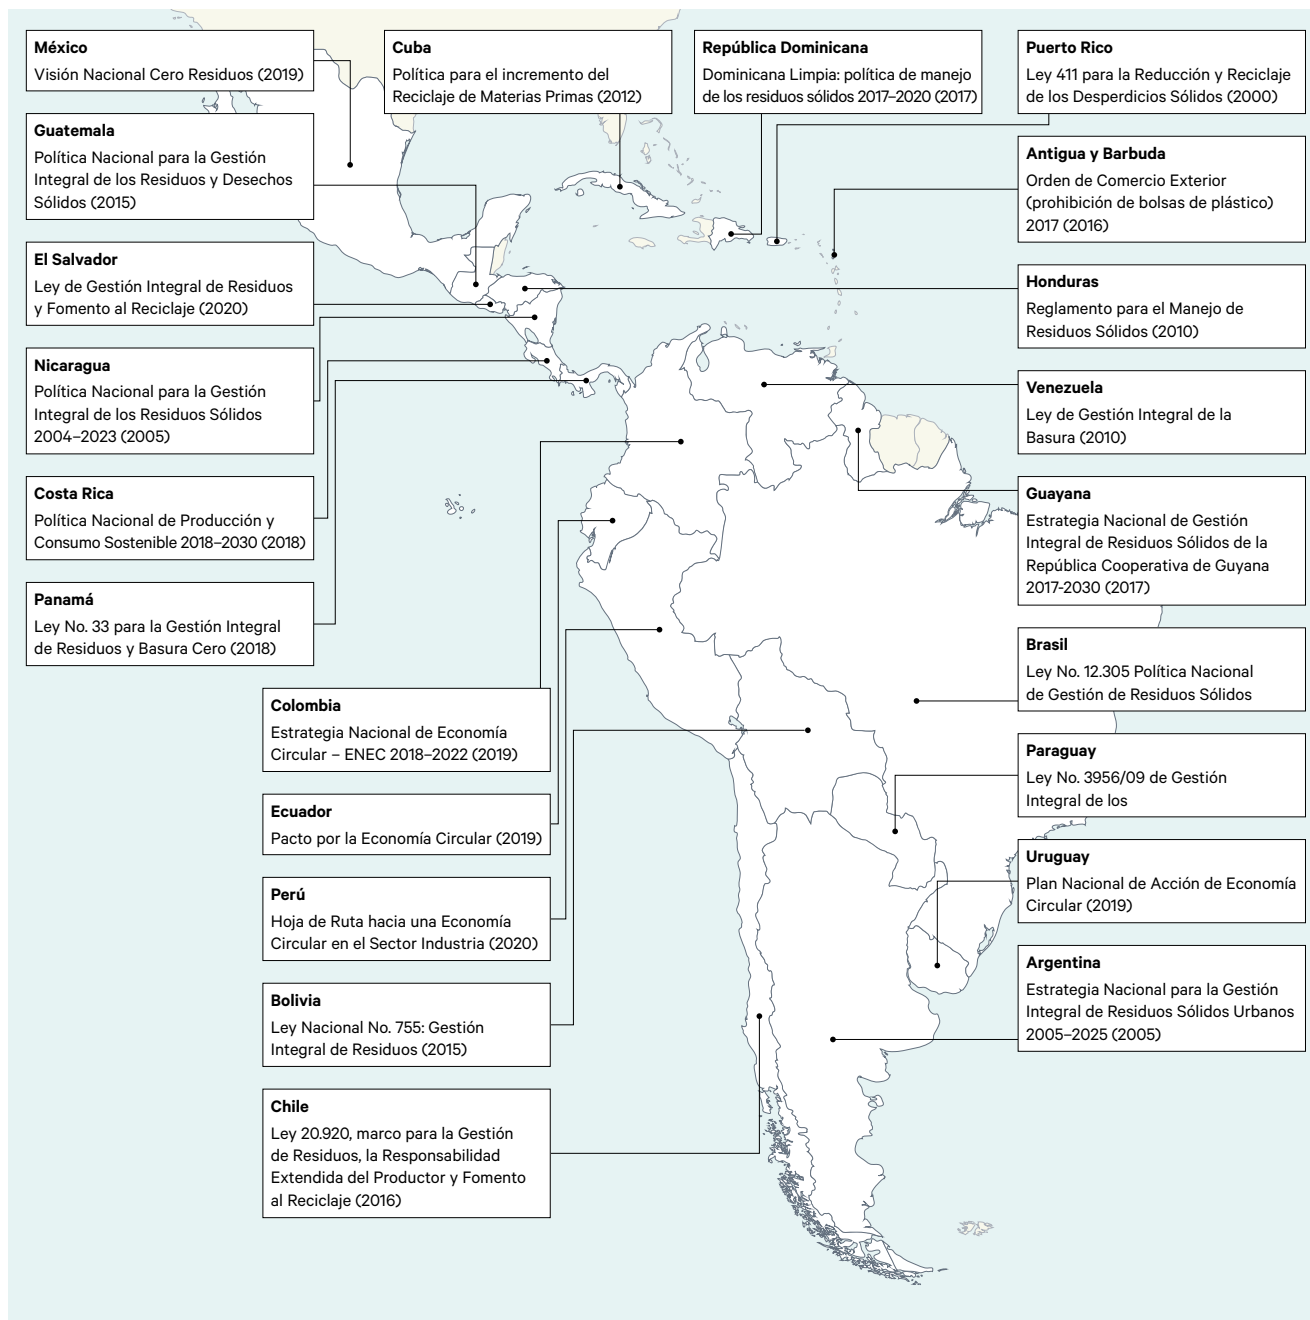 México
Visión Nacional Cero Residuos (2019)
Cuba
Política para el incremento del
Reciclaje de Materias Primas (2012)
República Dominicana
Dominicana Limpia: política de manejo
de los residuos sólidos 2017–2020 (2017)
Puerto Rico
Ley 411 para la Reducción y Reciclaje
de los Desperdicios Sólidos (2000)
Guatemala
Política Nacional para la Gestión
Integral de los Residuos y Desechos
Sólidos (2015)
Antigua y Barbuda
Orden de Comercio Exterior
(prohibición de bolsas de plástico)
2017 (2016)
El Salvador
Ley de Gestión Integral de Residuos
y Fomento al Reciclaje (2020)
Honduras
Reglamento para el Manejo de
Residuos Sólidos (2010)
Nicaragua
Política Nacional para la Gestión
Integral de los Residuos Sólidos
2004–2023 (2005)
Venezuela
Ley de Gestión Integral de la
Basura (2010)
Costa Rica
Política Nacional de Producción y
Consumo Sostenible 2018–2030 (2018)
Guayana
Estrategia Nacional de Gestión
Integral de Residuos Sólidos de la
República Cooperativa de Guyana
2017-2030 (2017)
Panamá
Ley No. 33 para la Gestión Integral
de Residuos y Basura Cero (2018)
Brasil
Ley No. 12.305 Política Nacional
de Gestión de Residuos Sólidos
Colombia
Estrategia Nacional de Economía
Circular – ENEC 2018–2022 (2019)
Paraguay
Ley No. 3956/09 de Gestión
Integral de los
Ecuador
Pacto por la Economía Circular (2019)
Uruguay
Plan Nacional de Acción de Economía
Circular (2019)
Perú
Hoja de Ruta hacia una Economía
Circular en el Sector Industria (2020)
Argentina
Estrategia Nacional para la Gestión
Integral de Residuos Sólidos Urbanos
2005–2025 (2005)
Bolivia
Ley Nacional No. 755: Gestión
Integral de Residuos (2015)
Chile
Ley 20.920, marco para la Gestión
de Residuos, la Responsabilidad
Extendida del Productor y Fomento
al Reciclaje (2016)